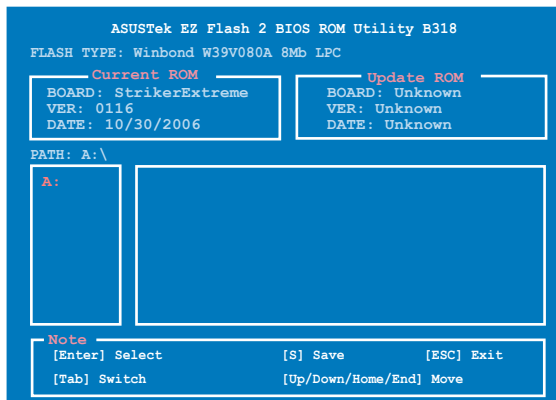 ASUSTek EZ Flash 2 BIOS ROM Utility B318
FLASH TYPE: Winbond W39V080A 8Mb LPC
Current ROM
BOARD: StrikerExtreme
VER: 0116
DATE: 10/30/2006
Update ROM
BOARD: Unknown
VER: Unknown
DATE: Unknown
PATH: A:\
A:
Note
[Enter] Select [S] Save [ESC] Exit
[Tab] Switch [Up/Down/Home/End] Move